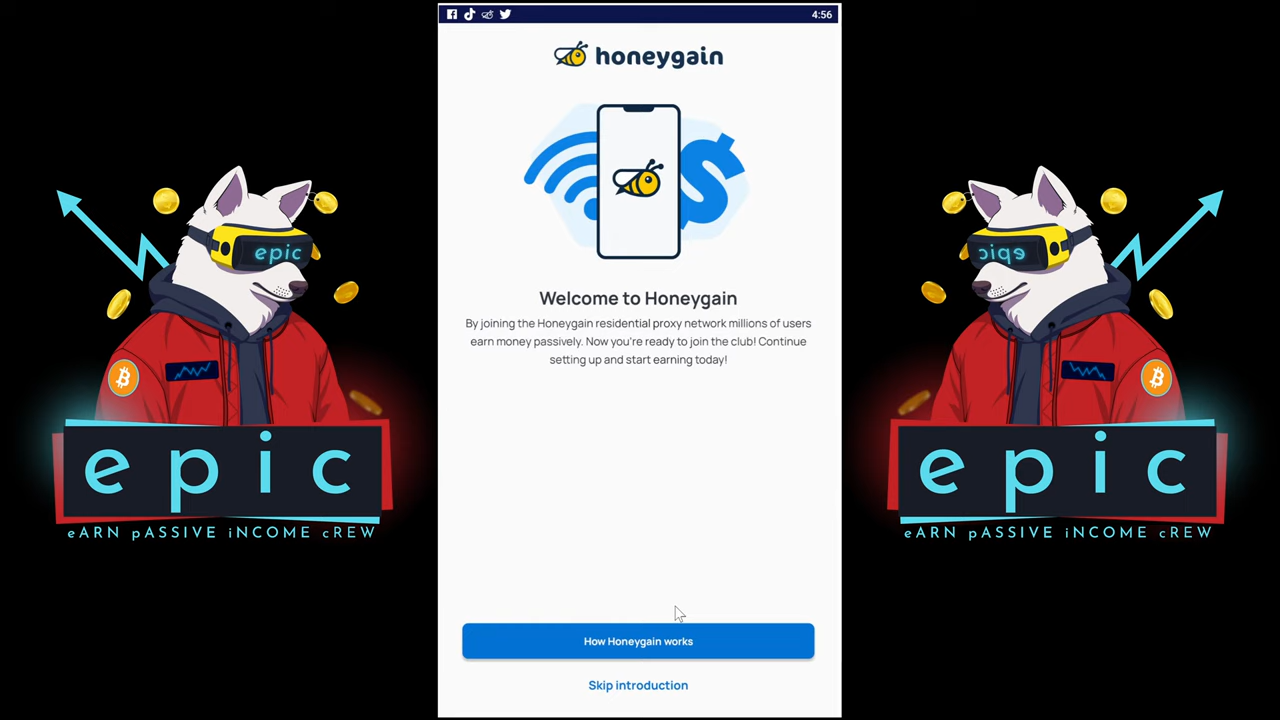 4:56
honeygain
$
Welcome to Honeygain
By joining the Honeygain residential proxy network millions of users
earn money passively. Now you're ready to join the club! Continue
setting up and start earning today!
How Honeygain works
Skip introduction
epic
epic
eARN pASSIVE iNCOME cREW
epic
epic
eARN pASSIVE iNCOME cREW